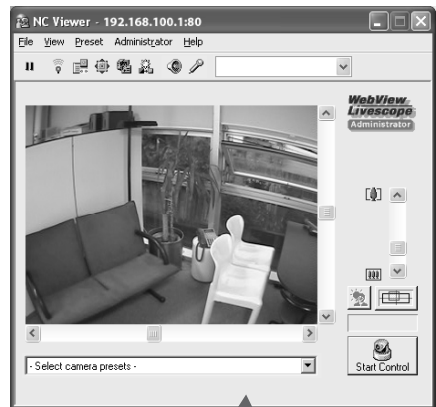 NC Viewer - 192.168.100.1:80
File View Preset Administrator Help
WebView
Livescope
Administrator
- Select camera presets -
Start Control